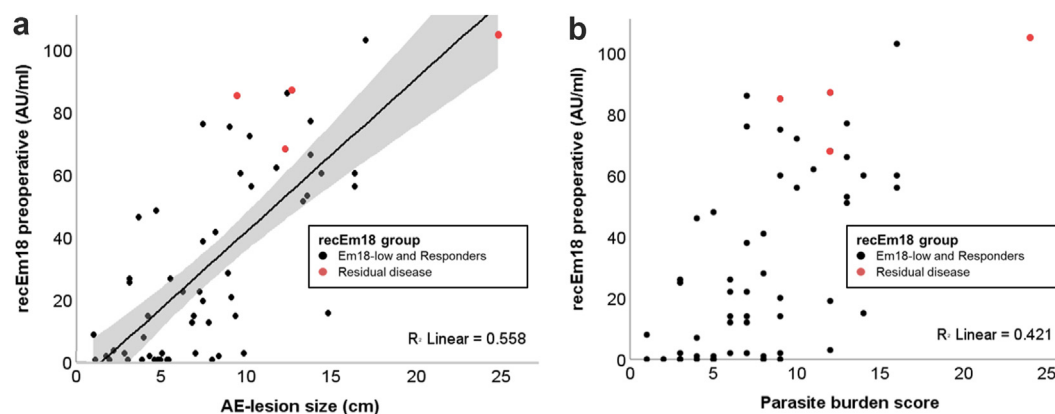 a
recEm18 preoperative (AU/ml)
100
80
60
40
20
0
recEm18 group
Em18-low and Responders
Residual disease
R2 Linear = 0.558
0 5 10 15 20 25
AE-lesion size (cm)
b
recEm18 preoperative (AU/ml)
100
80
60
40
20
0
recEm18 group
Em18-low and Responders
Residual disease
R2 Linear = 0.421
0 5 10 15 20 25
Parasite burden score